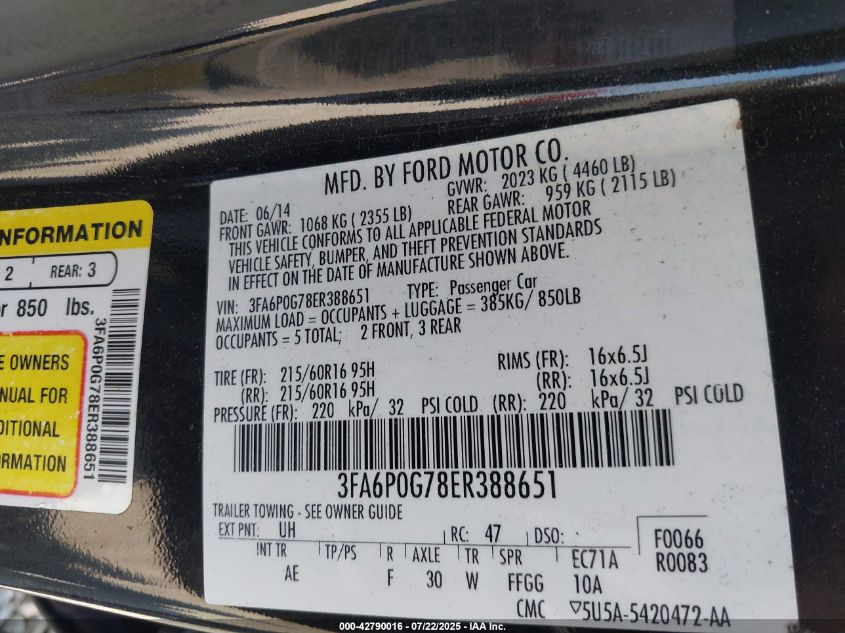 MFD. BY FORD MOTOR CO.
DATE: 06/14 GVWR: 2023 KG ( 4460 LB)
FRONT GAWR: 1068 KG ( 2355 LB) REAR GAWR: 959 KG ( 2115 LB)
THIS VEHICLE CONFORMS TO ALL APPLICABLE FEDERAL MOTOR
VEHICLE SAFETY, BUMPER, AND THEFT PREVENTION STANDARDS
IN EFFECT ON THE DATE OF MANUFACTURE SHOWN ABOVE.
VIN: 3FA6P0G78ER388651 TYPE: Passenger Car
MAXIMUM LOAD = OCCUPANTS + LUGGAGE = 385KG/ 850LB
OCCUPANTS = 5 TOTAL; 2 FRONT, 3 REAR
TIRE (FR): 215/60R16 95H RIMS (FR): 16x6.5J
(RR): 215/60R16 95H (RR): 16x6.5J
PRESSURE (FR): 220 kPa/ 32 PSI COLD (RR): 220 kPa/ 32 PSI COLD
3FA6P0G78ER388651
TRAILER TOWING - SEE OWNER GUIDE
EXT PNT: UH RC: 47 DSO: F0066
INT TR TP/PS R AXLE TR SPR EC71A R0083
AE F 30 W FFGG 10A
CMC ▽5U5A-5420472-AA
INFORMATION
2 REAR: 3
or 850 lbs.
E OWNERS
NUAL FOR
DITIONAL
ORMATION
3FA6P0G78ER388651
000-42790016 - 07/22/2025 - IAA Inc.